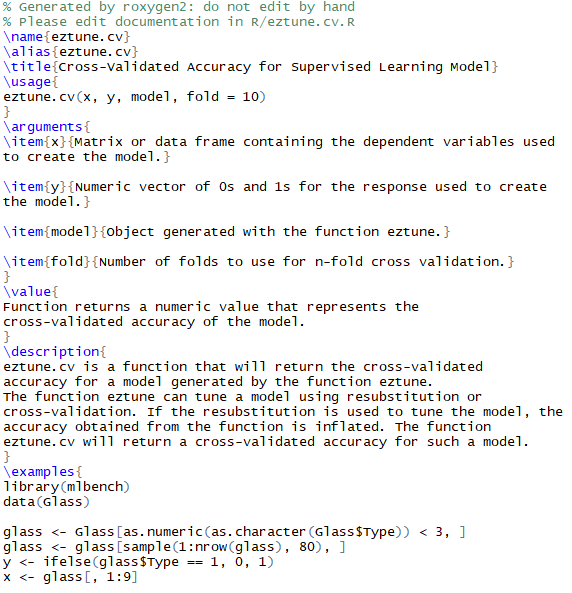 % Generated by roxygen2: do not edit by hand
% Please edit documentation in R/eztune.cv.R
\name{eztune.cv}
\alias{eztune.cv}
\title{Cross-Validated Accuracy for Supervised Learning Model}
\usage{
eztune.cv(x, y, model, fold = 10)
}
\arguments{
\item{x}{Matrix or data frame containing the dependent variables used
to create the model.}

\item{y}{Numeric vector of 0s and 1s for the response used to create
the model.}

\item{model}{Object generated with the function eztune.}

\item{fold}{Number of folds to use for n-fold cross validation.}
}
\value{
Function returns a numeric value that represents the
cross-validated accuracy of the model.
}
\description{
eztune.cv is a function that will return the cross-validated
accuracy for a model generated by the function eztune.
The function eztune can tune a model using resubstitution or
cross-validation. If the resubstitution is used to tune the model, the
accuracy obtained from the function is inflated. The function
eztune.cv will return a cross-validated accuracy for such a model.
}
\examples{
library(mlbench)
data(Glass)

glass <- Glass[as.numeric(as.character(Glass$Type)) < 3, ]
glass <- glass[sample(1:nrow(glass), 80), ]
y <- ifelse(glass$Type == 1, 0, 1)
x <- glass[, 1:9]